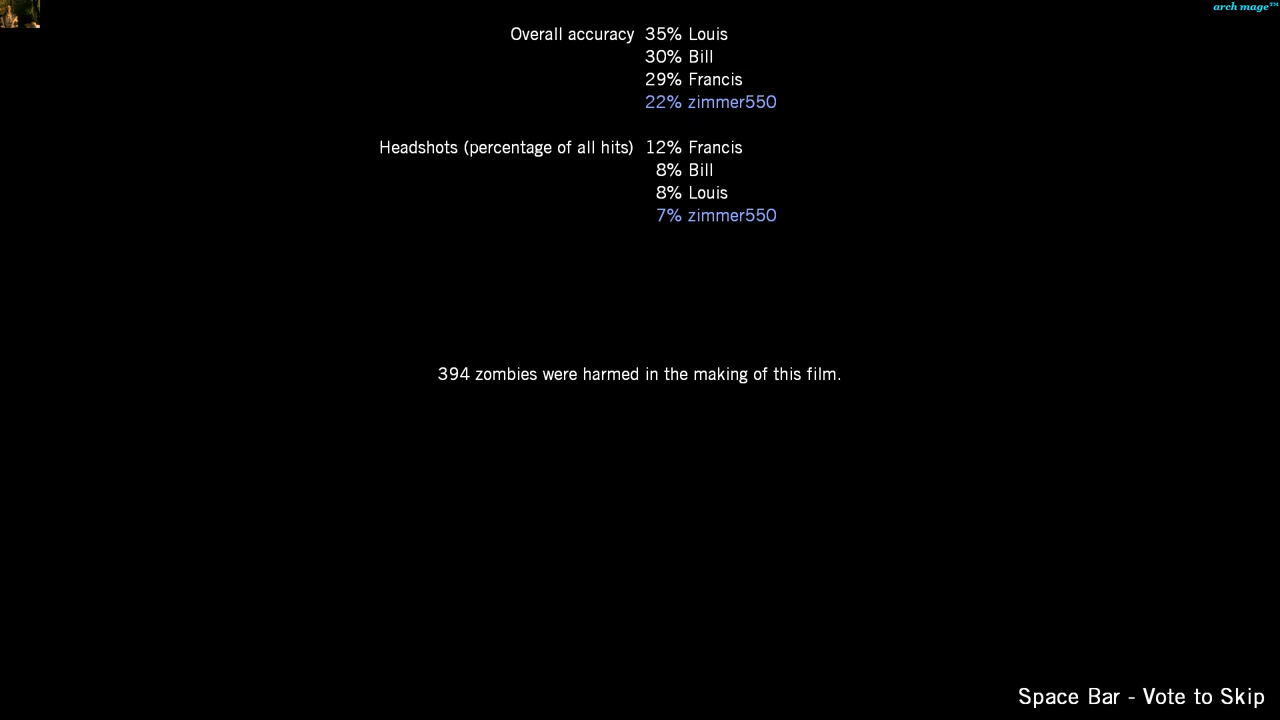 arch mage™
Overall accuracy 35% Louis
30% Bill
29% Francis
22% zimmer550
Headshots (percentage of all hits) 12% Francis
8% Bill
8% Louis
7% zimmer550
394 zombies were harmed in the making of this film.
Space Bar - Vote to Skip